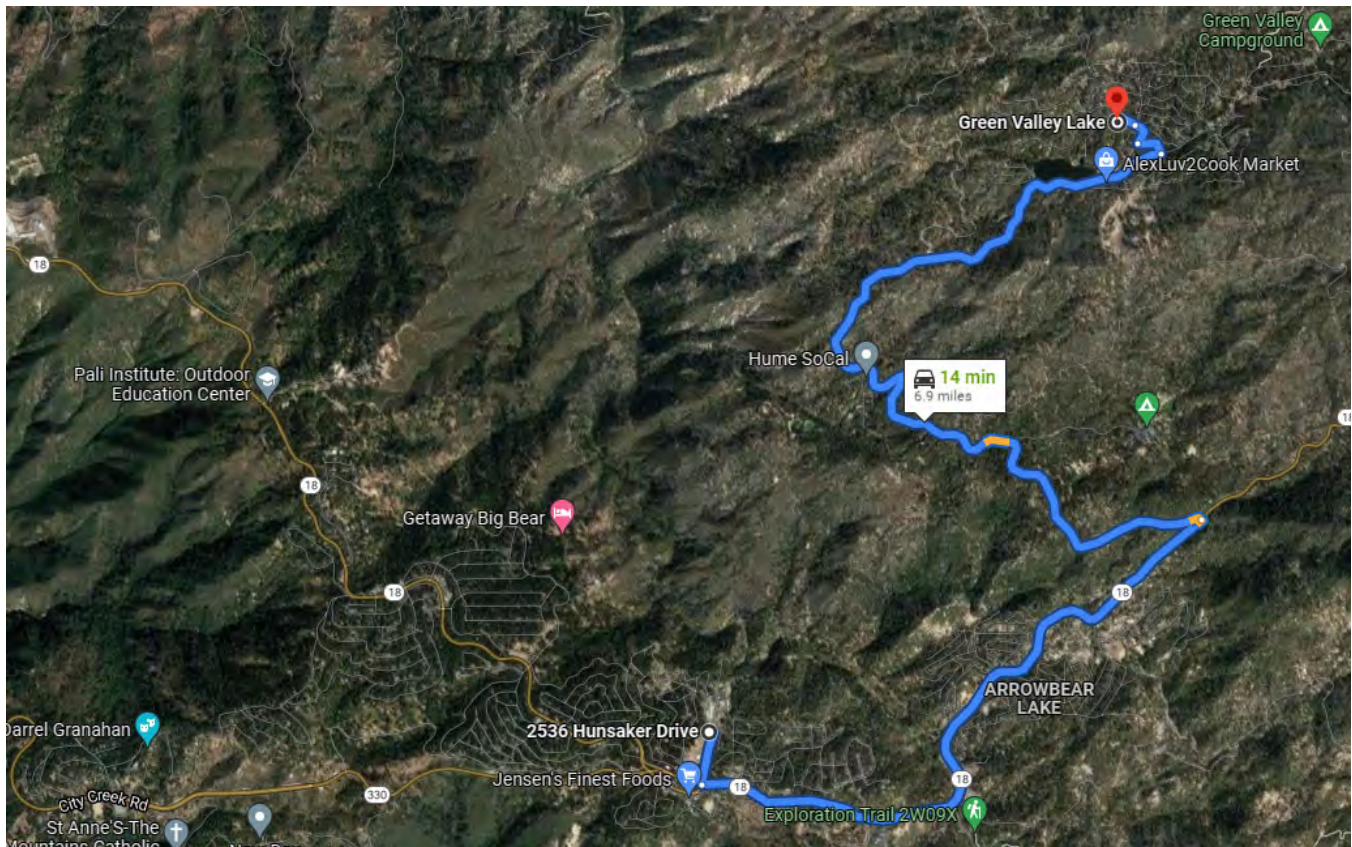 Green Valley
Campground
Green Valley Lake
AlexLuv2Cook Market
18
Hume SoCal
14 min
6.9 miles
Pali Institute: Outdoor
Education Center
18
18
Getaway Big Bear
18
18
ARROWBEAR
LAKE
Darrel Granahan
2536 Hunsaker Drive
Jensen's Finest Foods
18
18
330
City Creek Rd
Exploration Trail 2W09X
St Anne'S-The
Mountains Catholic